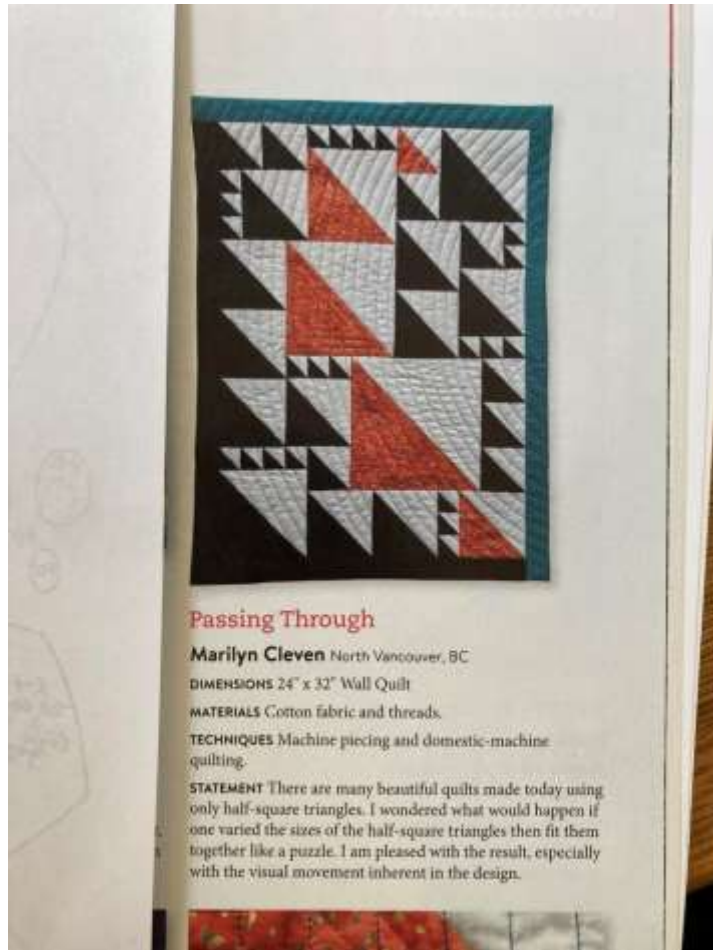 Passing Through
Marilyn Cleven North Vancouver, BC
DIMENSIONS 24" x 32" Wall Quilt
MATERIALS Cotton fabric and threads.
TECHNIQUES Machine piecing and domestic-machine
quilting.
STATEMENT There are many beautiful quilts made today using
only half-square triangles. I wondered what would happen if
one varied the sizes of the half-square triangles then fit them
together like a puzzle. I am pleased with the result, especially
with the visual movement inherent in the design.